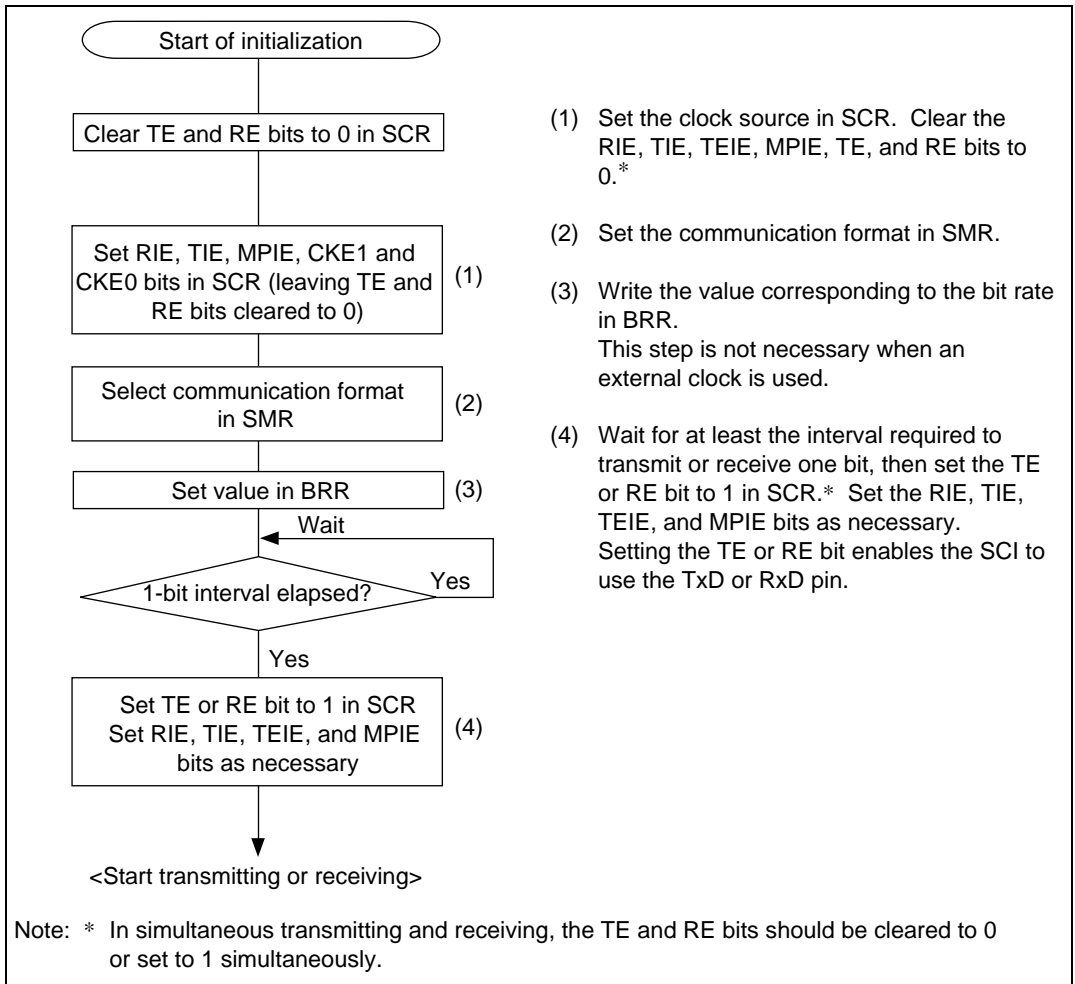 Start of initialization
Clear TE and RE bits to 0 in SCR
Set RIE, TIE, MPIE, CKE1 and
CKE0 bits in SCR (leaving TE and
RE bits cleared to 0)
(1)
Select communication format
in SMR
(2)
Set value in BRR
(3)
Wait
1-bit interval elapsed?
Yes
Yes
Set TE or RE bit to 1 in SCR
Set RIE, TIE, TEIE, and MPIE
bits as necessary
(4)
<Start transmitting or receiving>
(1) Set the clock source in SCR. Clear the
RIE, TIE, TEIE, MPIE, TE, and RE bits to
0.*
(2) Set the communication format in SMR.
(3) Write the value corresponding to the bit rate
in BRR.
This step is not necessary when an
external clock is used.
(4) Wait for at least the interval required to
transmit or receive one bit, then set the TE
or RE bit to 1 in SCR.* Set the RIE, TIE,
TEIE, and MPIE bits as necessary.
Setting the TE or RE bit enables the SCI to
use the TxD or RxD pin.
Note: * In simultaneous transmitting and receiving, the TE and RE bits should be cleared to 0
or set to 1 simultaneously.